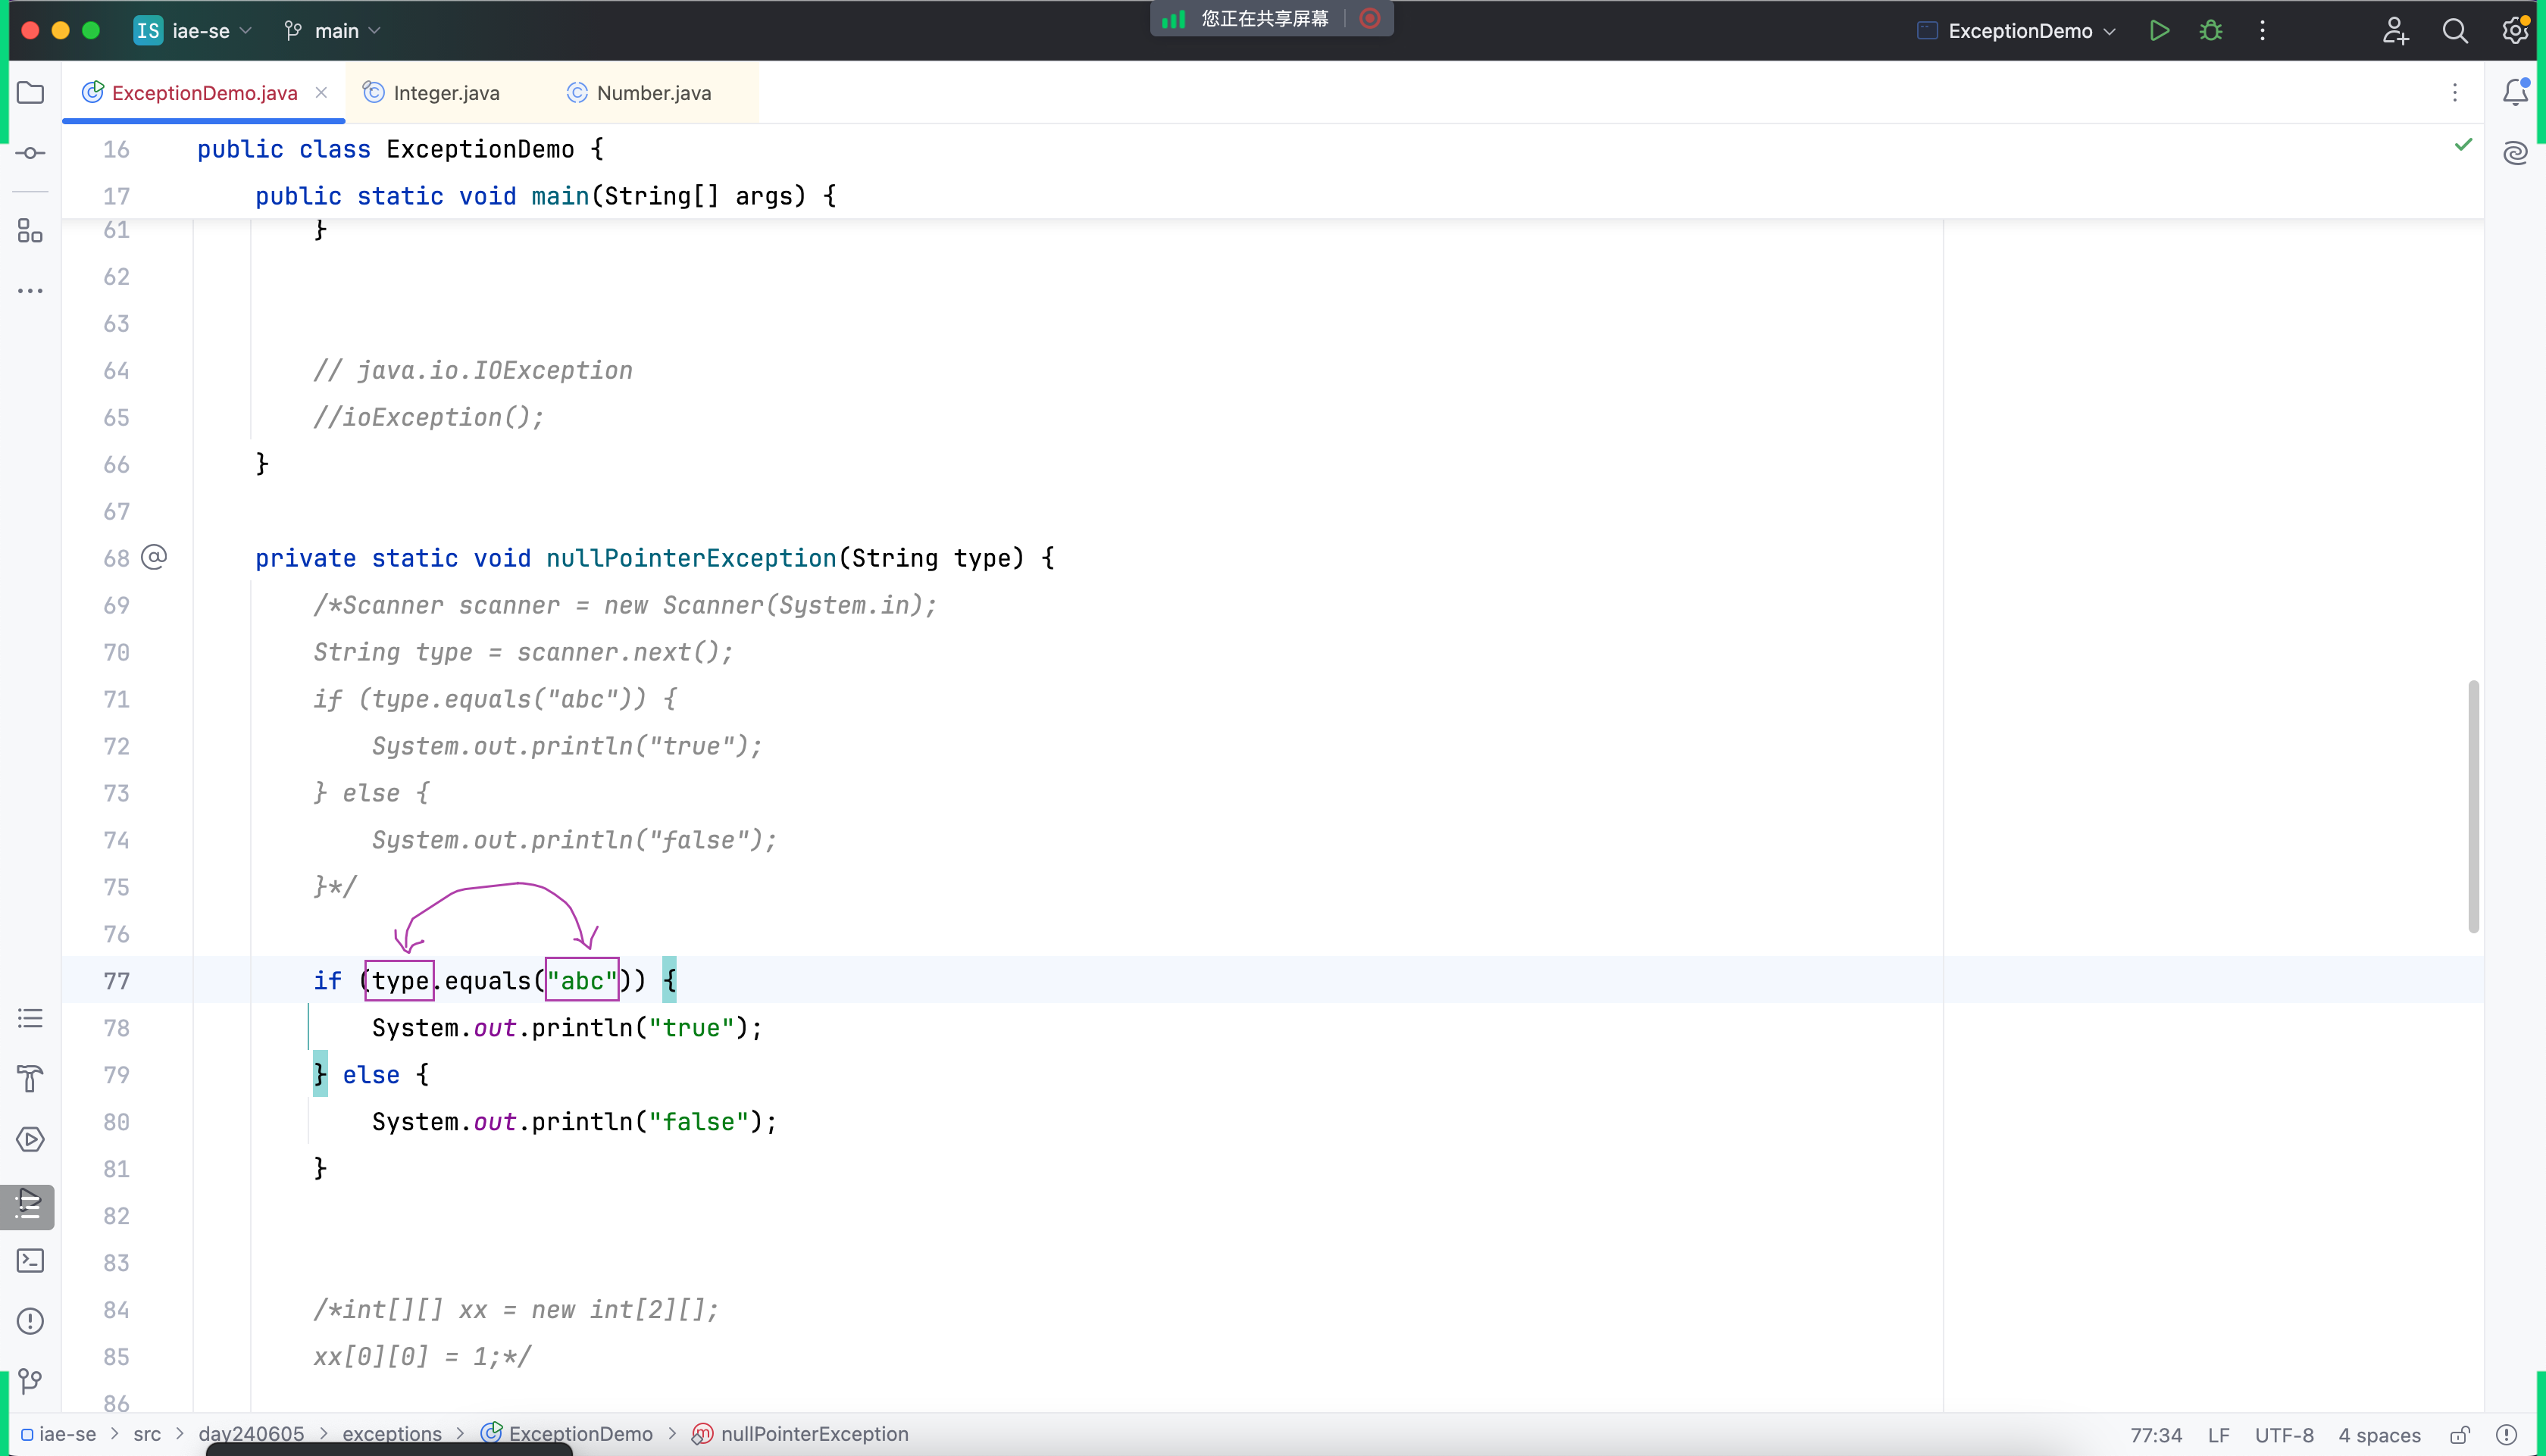 IS iae-se main 您正在共享屏幕 ExceptionDemo
ExceptionDemo.java Integer.java Number.java
16 public class ExceptionDemo {
17 public static void main(String[] args) {
61 }
62
63
64 // java.io.IOException
65 //ioException();
66 }
67
68 @ private static void nullPointerException(String type) {
69 /*Scanner scanner = new Scanner(System.in);
70 String type = scanner.next();
71 if (type.equals("abc")) {
72 System.out.println("true");
73 } else {
74 System.out.println("false");
75 }*/
76
77 if (type.equals("abc")) {
78 System.out.println("true");
79 } else {
80 System.out.println("false");
81 }
82
83
84 /*int[][] xx = new int[2][];
85 xx[0][0] = 1;*/
86
iae-se > src > day240605 > exceptions > ExceptionDemo > nullPointerException 77:34 LF UTF-8 4 spaces